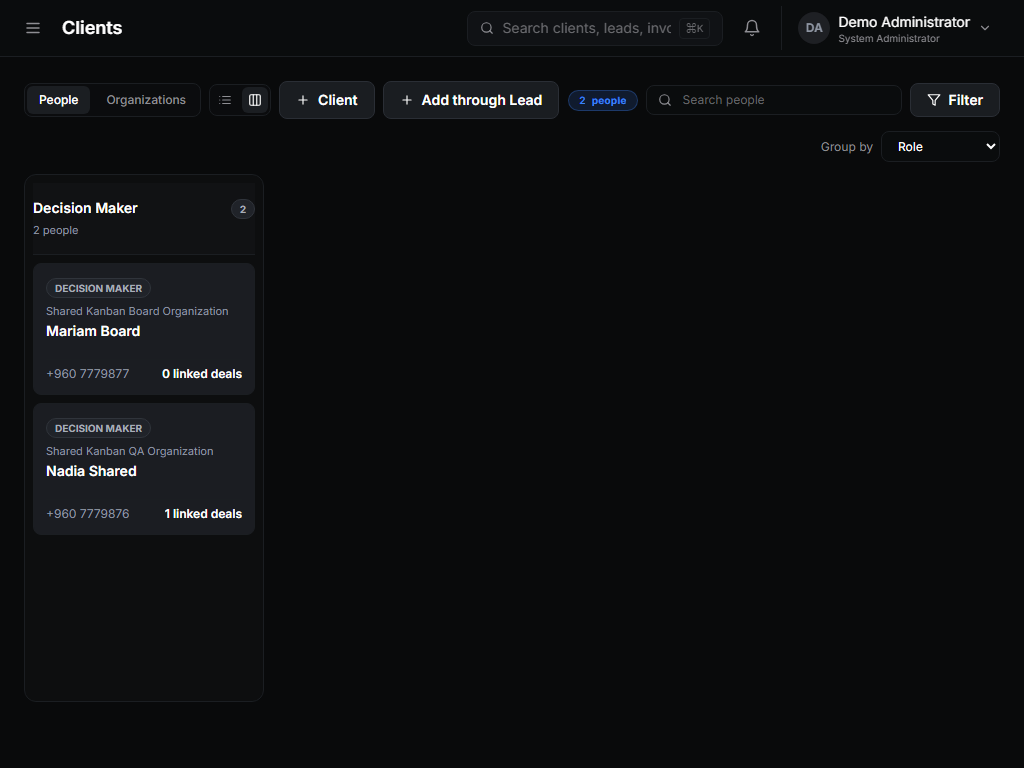 Clients
Search clients, leads, invc
⌘K
DA
Demo Administrator
System Administrator
People
Organizations
+ Client
+ Add through Lead
2 people
Search people
Filter
Group by
Role
Decision Maker
2
2 people
DECISION MAKER
Shared Kanban Board Organization
Mariam Board
+960 7779877
0 linked deals
DECISION MAKER
Shared Kanban QA Organization
Nadia Shared
+960 7779876
1 linked deals